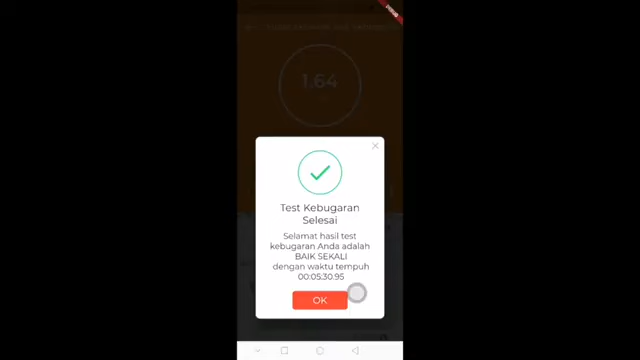 1.64
Test Kebugaran
Selesai
Selamat hasil test
kebugaran Anda adalah
BAIK SEKALI
dengan waktu tempuh
00:05:30.95
OK